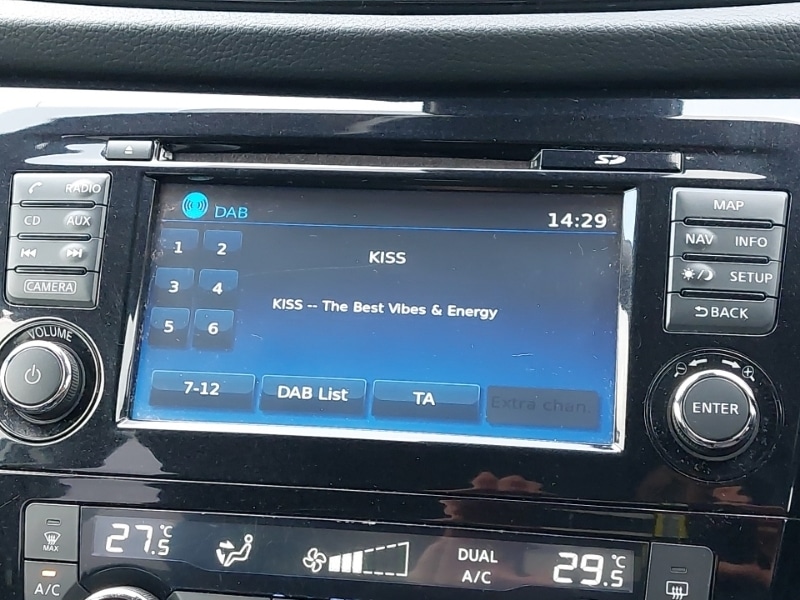 SD
RADIO
CD AUX
CAMERA
VOLUME
DAB 14:29
1 2
3 4
5 6
KISS
KISS -- The Best Vibes & Energy
7-12 DAB List TA Extra chan.
MAP
NAV INFO
SETUP
BACK
ENTER
MAX
A/C
27.5 °C
DUAL
A/C
29.5 °C